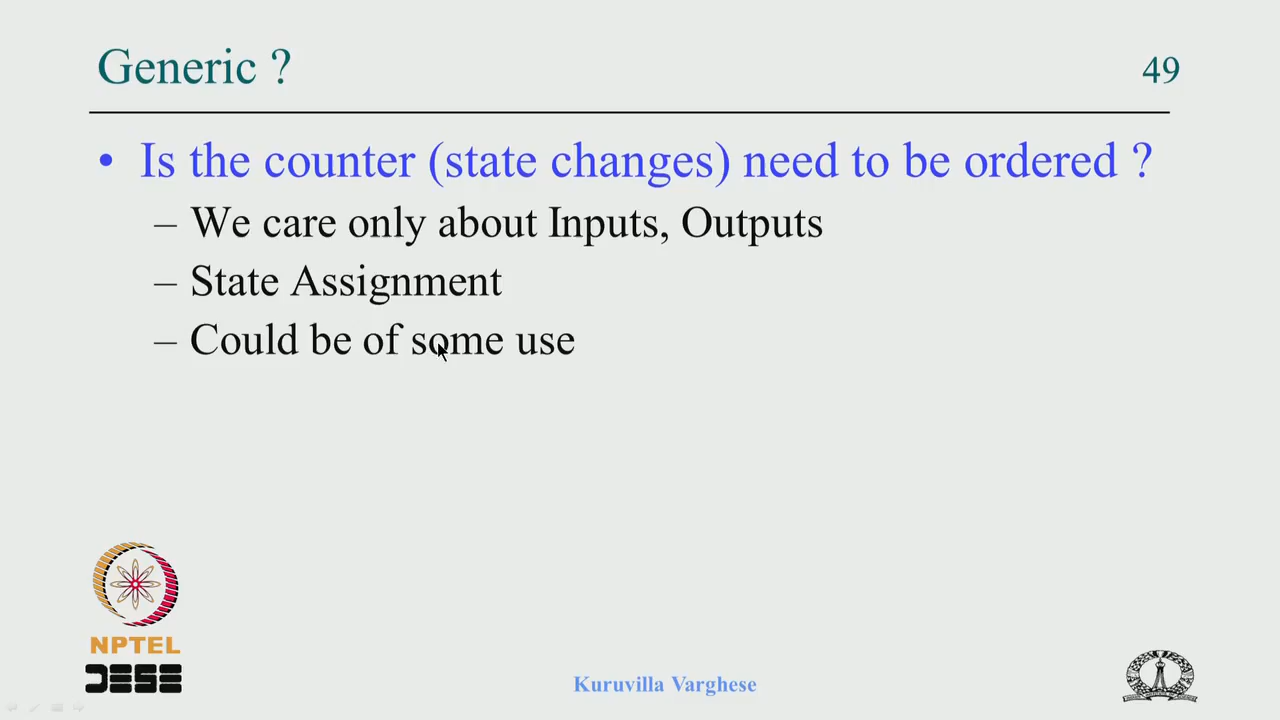 Generic ?
49
• Is the counter (state changes) need to be ordered ?
– We care only about Inputs, Outputs
– State Assignment
– Could be of some use
NPTEL
DESE
Kuruvilla Varghese